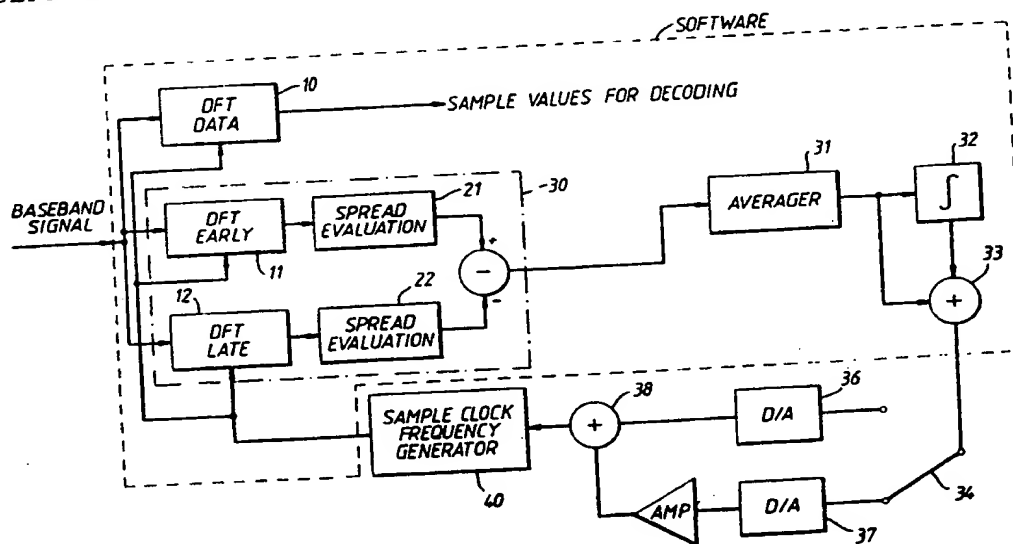 SOFTWARE
10
DFT
DATA
SAMPLE VALUES FOR DECODING
BASEBAND
SIGNAL
DFT
EARLY
11
21
SPREAD
EVALUATION
+
-
-
30
12
DFT
LATE
22
SPREAD
EVALUATION
31
AVERAGER
32
∫
33
+
SAMPLE CLOCK
FREQUENCY
GENERATOR
40
38
+
36
D/A
AMP
D/A
37
34